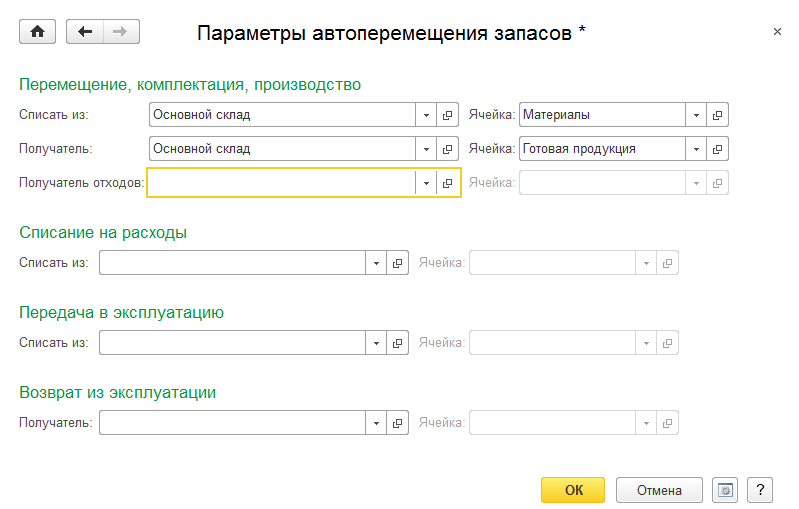 Параметры автоперемещения запасов *
Перемещение, комплектация, производство
Списать из: Основной склад Ячейка: Материалы
Получатель: Основной склад Ячейка: Готовая продукция
Получатель отходов: Ячейка:
Списание на расходы
Списать из: Ячейка:
Передача в эксплуатацию
Списать из: Ячейка:
Возврат из эксплуатации
Получатель: Ячейка:
ОК Отмена ?